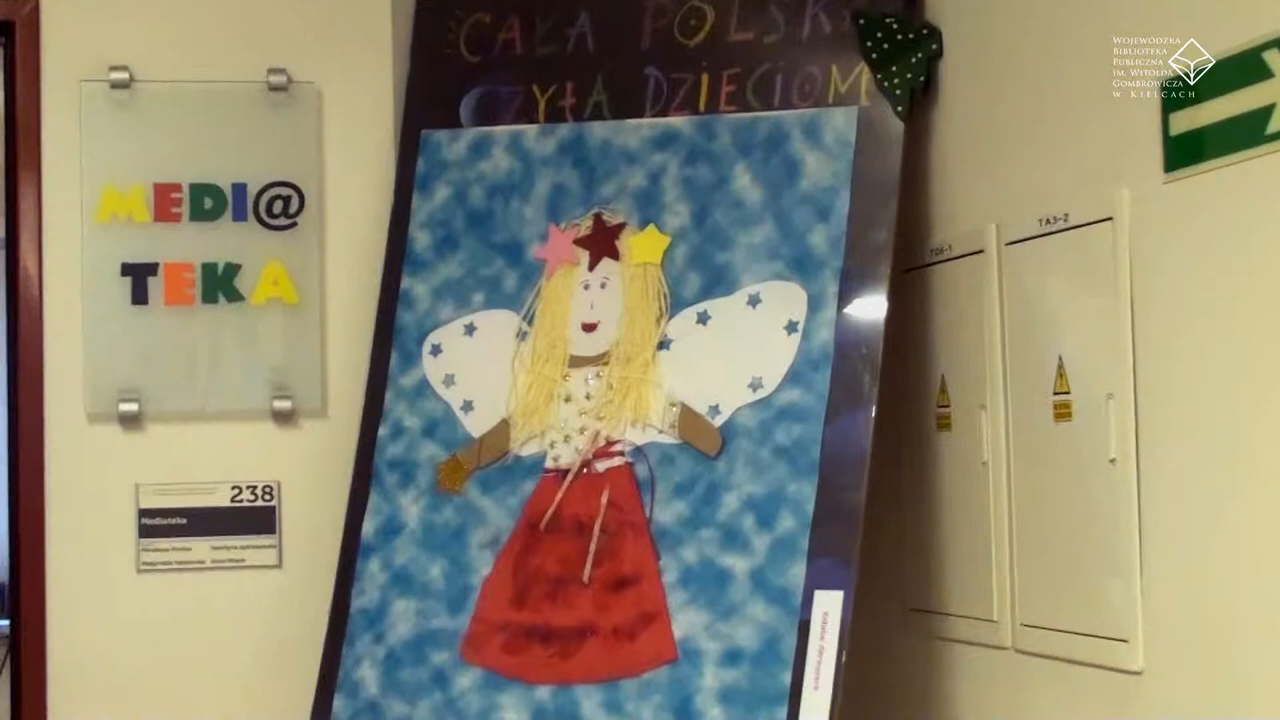 MEDI@
TEKA
238
Mediateka
CAŁA POLSKA
CZYTA DZIECIOM
WOJEWÓDZKA
BIBLIOTEKA
PUBLICZNA
IM. WITOLDA
GOMBROWICZA
W KIELCACH
TA3-2